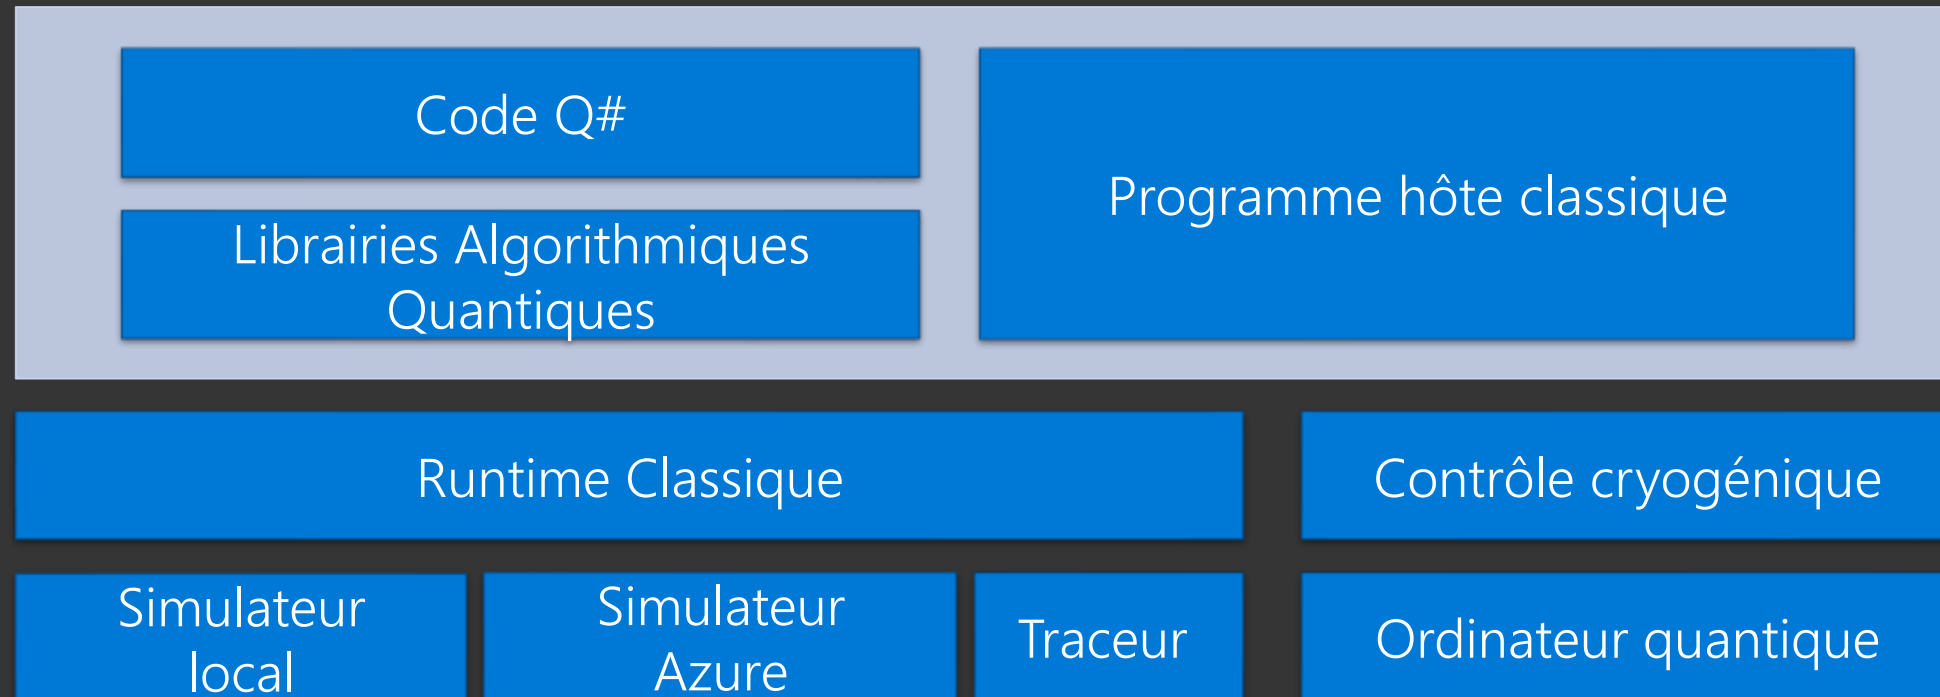 Code Q#
Librairies Algorithmiques
Quantiques
Programme hôte classique
Runtime Classique
Contrôle cryogénique
Simulateur
local
Simulateur
Azure
Traceur
Ordinateur quantique